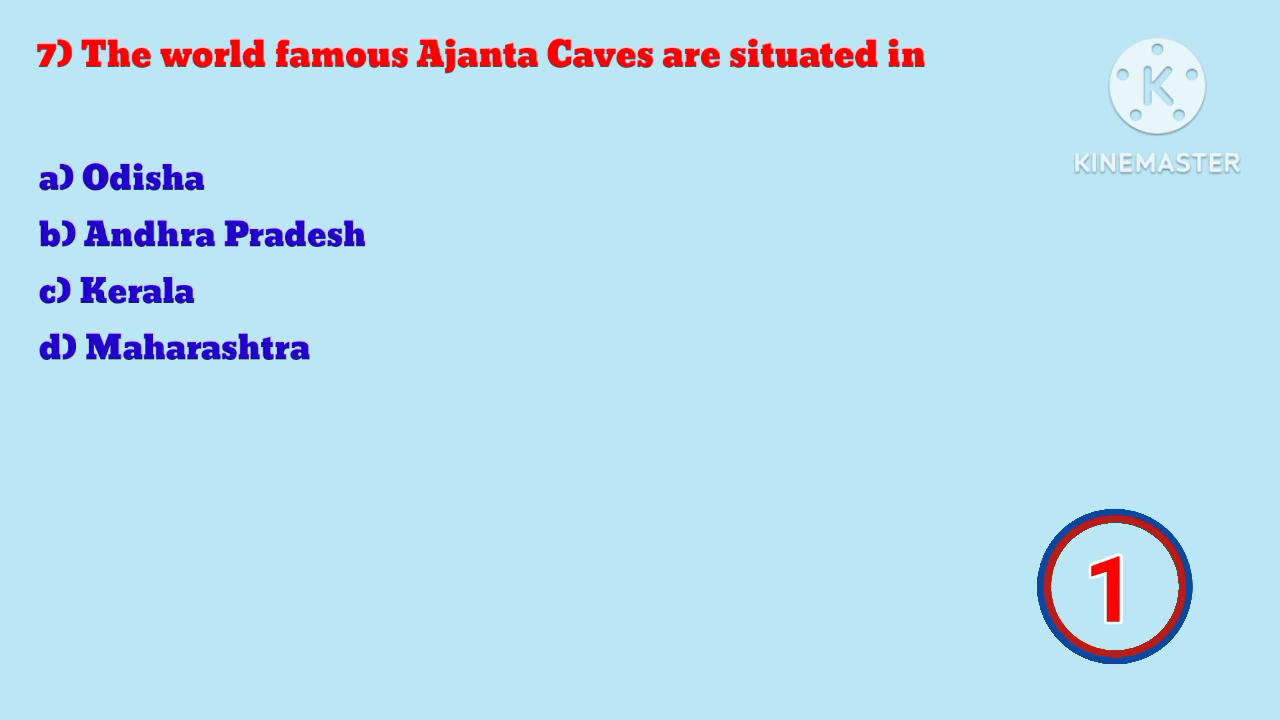 7) The world famous Ajanta Caves are situated in
K
KINEMASTER
a) Odisha
b) Andhra Pradesh
c) Kerala
d) Maharashtra
1